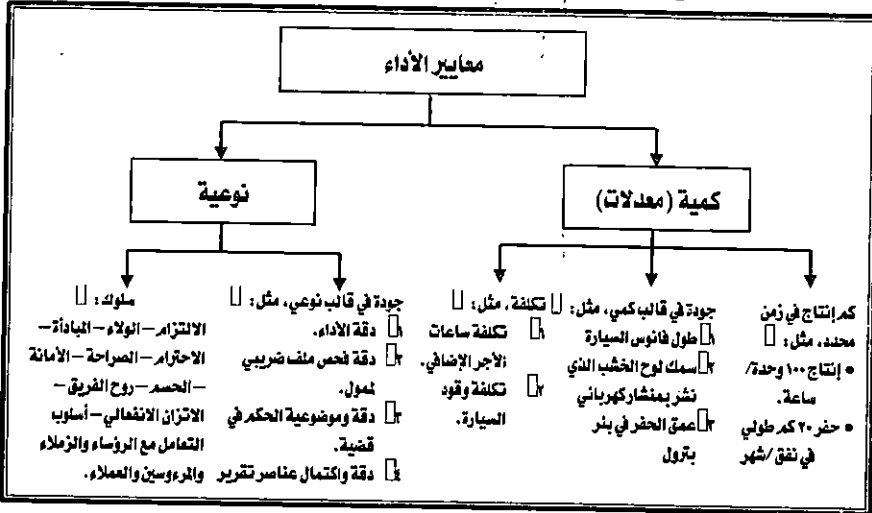 معايير الأداء
كمية (معدلات)
نوعية
كم إنتاج في زمن
محدد، مثل:
• إنتاج ١٠٠ وحدة/
ساعة.
• حفر ٢٠ كم طولي
في نفق/شهر
جودة في قالب كمي، مثل:
١ طول فانوس السيارة
٢ سمك لوح الخشب الذي
نشر بمنشار كهربائي
٣ عمق الحفر في بئر
بترول
تكلفة، مثل:
١ تكلفة ساعات
الأجر الإضافي.
٢ تكلفة وقود
السيارة.
جودة في قالب نوعي، مثل:
١ دقة الأداء.
٢ دقة فحص ملف ضريبي
لممول.
٣ دقة وموضوعية الحكم في
قضية.
٤ دقة واكتمال عناصر تقرير
سلوك:
الالتزام – الولاء – المبادأة –
الاحترام – الصراحة – الأمانة
– الحسم – روح الفريق –
الاتزان الانفعالي – أسلوب
التعامل مع الرؤساء والزملاء
والمرءوسين والعملاء.